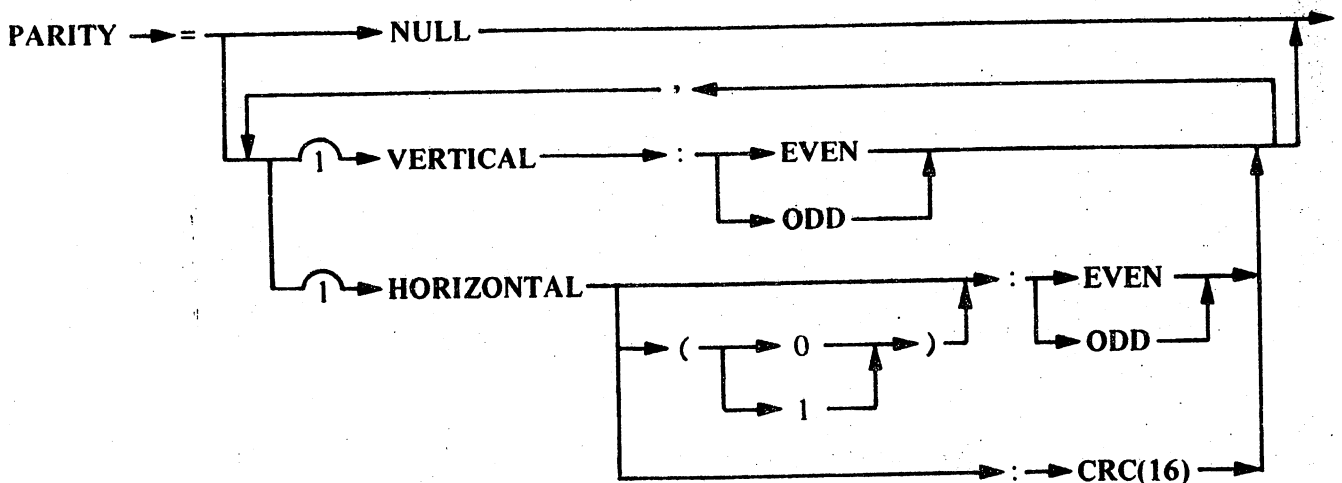 PARITY = NULL
,
1 VERTICAL : EVEN
ODD
1 HORIZONTAL : EVEN
( 0 ) ODD
1
: CRC(16)